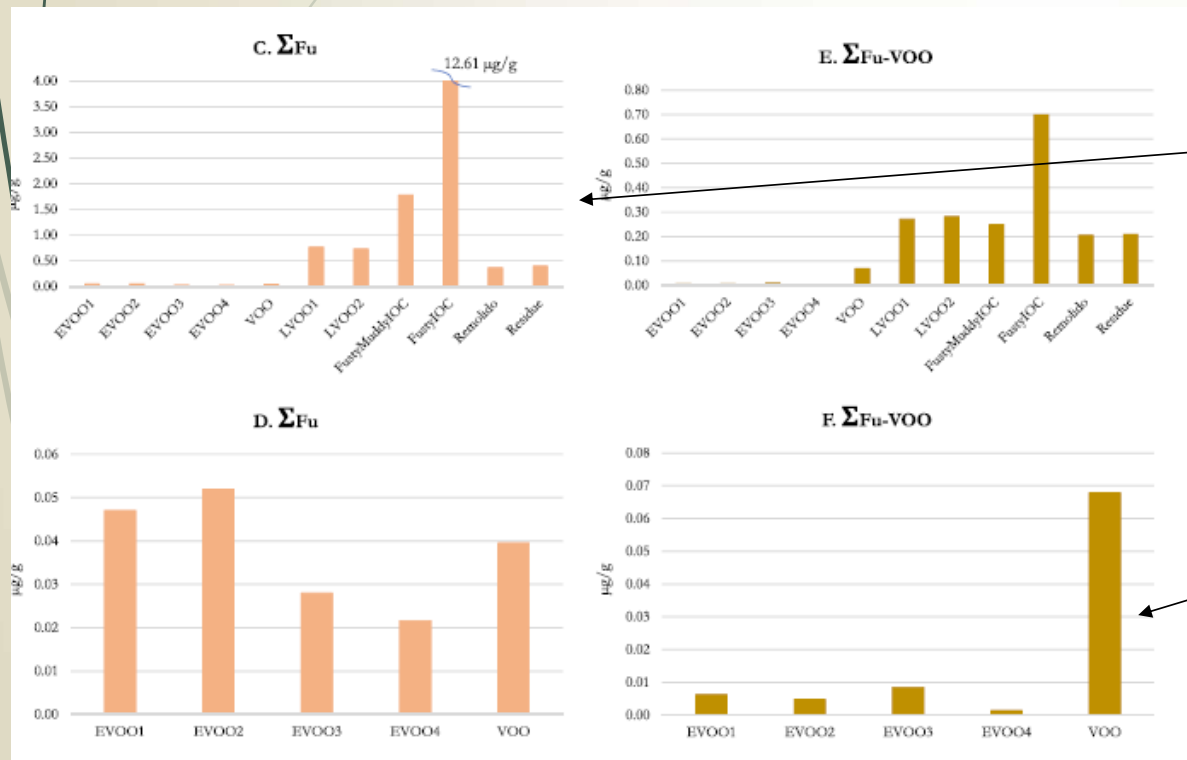 C. ΣFu
12.61 µg/g
4.00
3.50
3.00
2.50
2.00
1.50
1.00
0.50
0.00
µg/g
EVOO1
EVOO2
EVOO3
EVOO4
VOO
LVOO1
LVOO2
FustyMuddyIOC
FustyIOC
Remolido
Residue
E. ΣFu-VOO
0.80
0.70
0.60
0.50
0.40
0.30
0.20
0.10
0.00
µg/g
EVOO1
EVOO2
EVOO3
EVOO4
VOO
LVOO1
LVOO2
FustyMuddyIOC
FustyIOC
Remolido
Residue
D. ΣFu
0.06
0.05
0.04
0.03
0.02
0.01
0.00
µg/g
EVOO1 EVOO2 EVOO3 EVOO4 VOO
F. ΣFu-VOO
0.08
0.07
0.06
0.05
0.04
0.03
0.02
0.01
0.00
µg/g
EVOO1 EVOO2 EVOO3 EVOO4 VOO